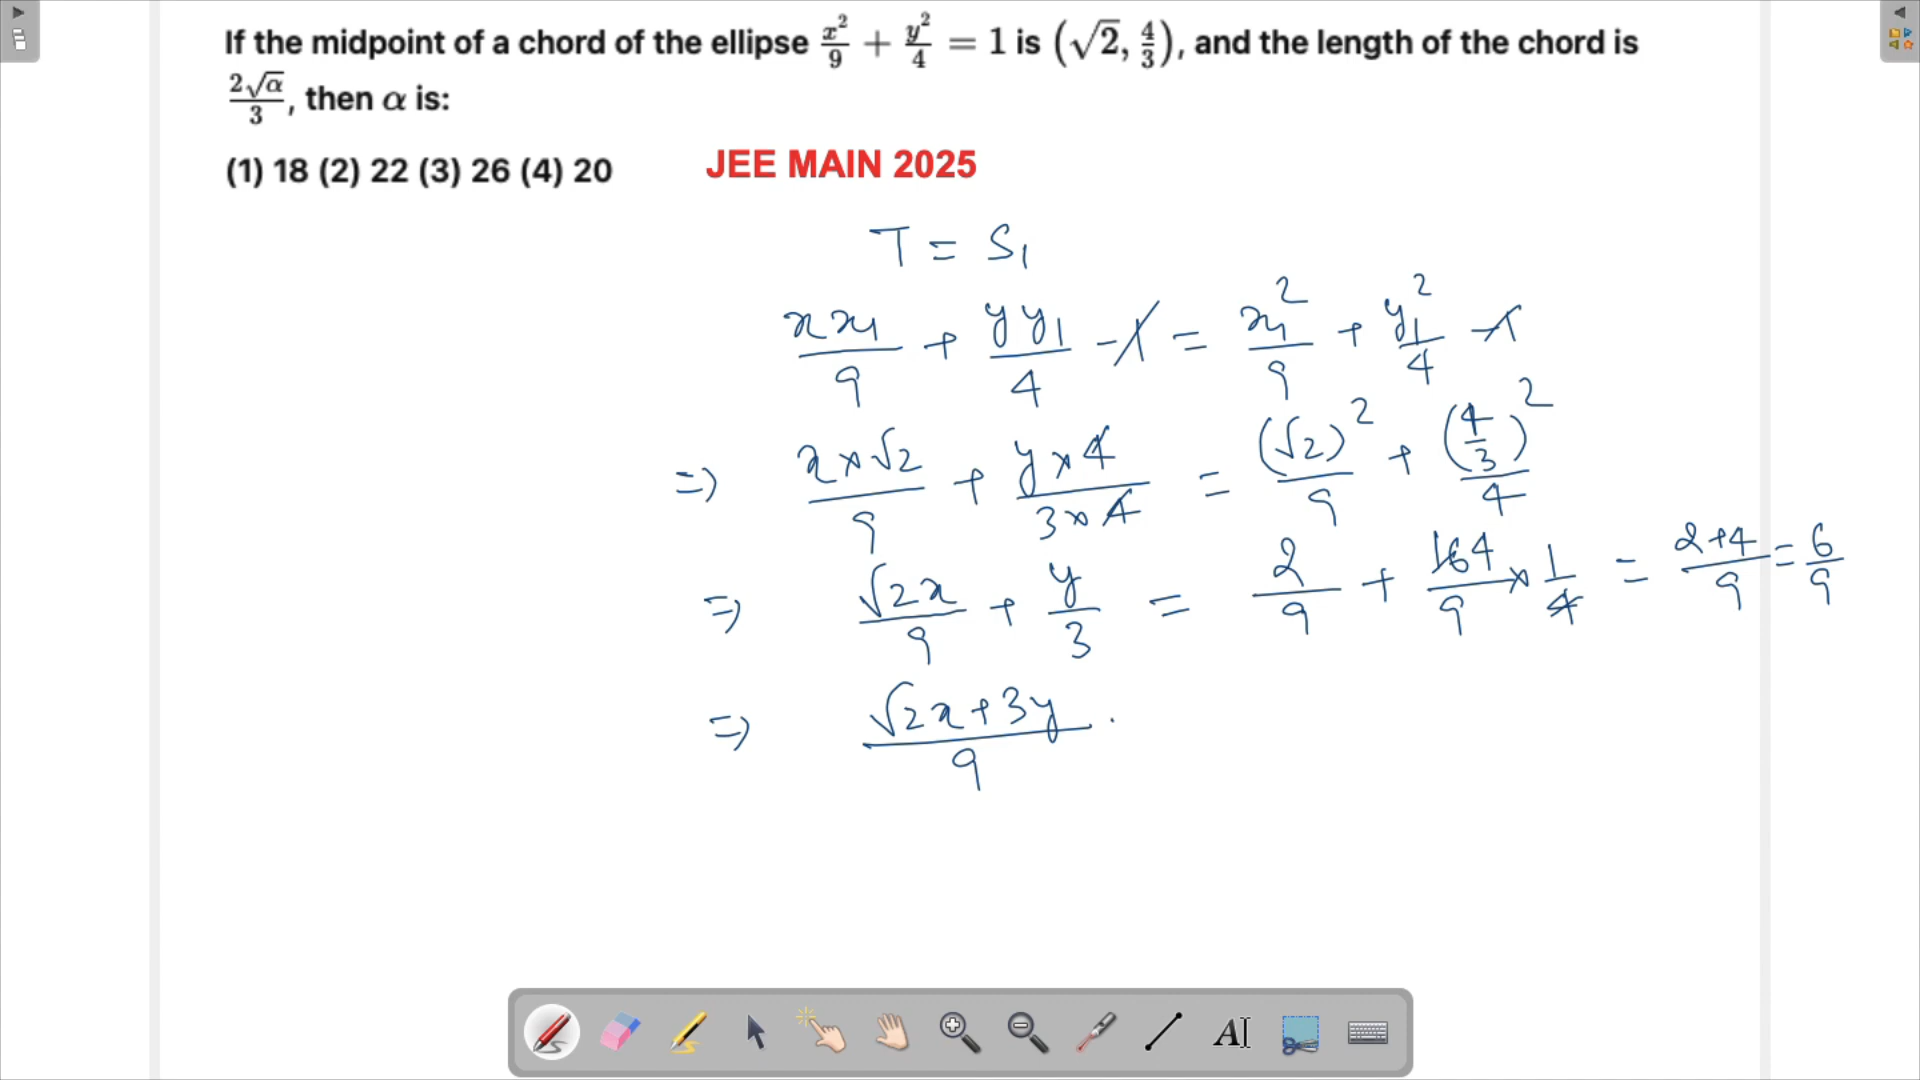 If the midpoint of a chord of the ellipse x²/9 + y²/4 = 1 is (√2, 4/3), and the length of the chord is
2√α/3, then α is:
(1) 18 (2) 22 (3) 26 (4) 20 JEE MAIN 2025
T = S₁
xx₁/9 + yy₁/4 - 1 = x₁²/9 + y₁²/4 - 1
⇒ x×√2/9 + y×4/3×4 = (√2)²/9 + (4/3)²/4
⇒ √2x/9 + y/3 = 2/9 + 16 4/9 × 1/4 = 2+4/9 = 6/9
⇒ √2x+3y/9 .
AI